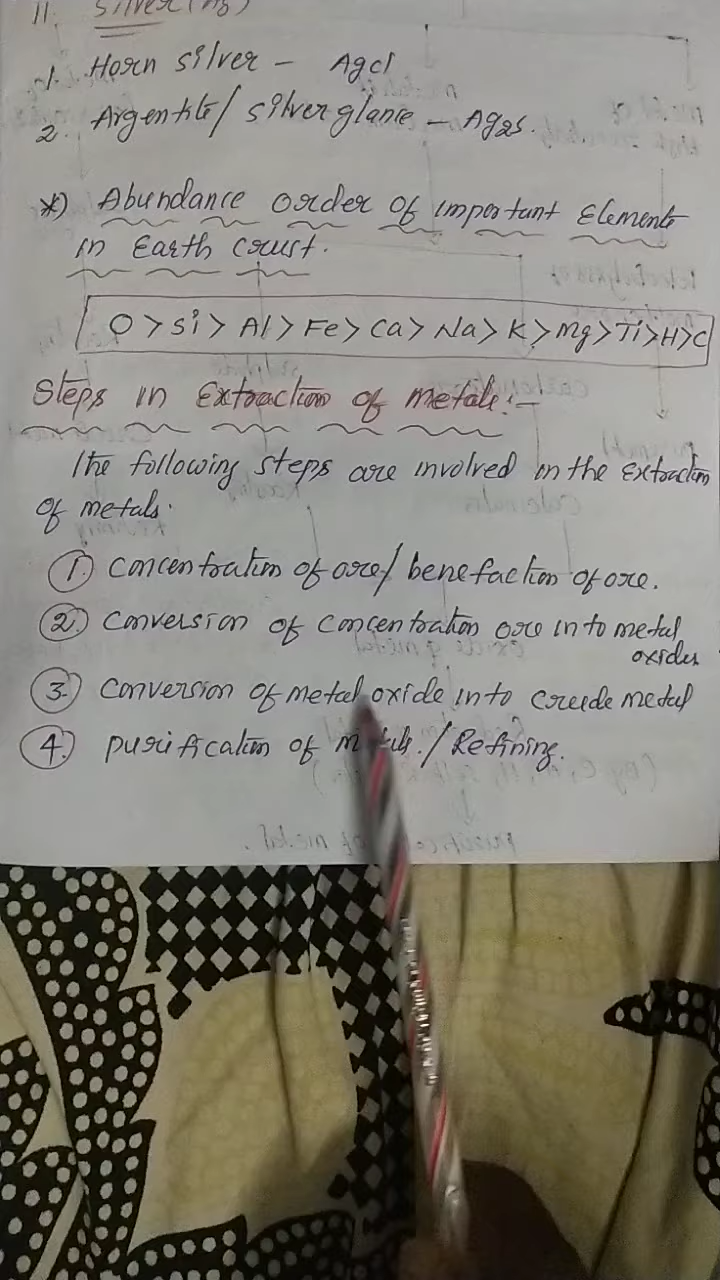 11. Silver (Ag)
1. Horn silver - Agcl
2. Argentite/ silver glance - Ag2s.
*) Abundance order of important Elements
in Earth crust.
O > Si > Al > Fe > Ca > Na > K > Mg > Ti > H > C
Steps in Extraction of metals:-
The following steps are involved in the extraction
of metals.
1. concentration of ore/ benefaction of ore.
2. conversion of concentration ore into metal
oxides
3. conversion of metal oxide into crude metal
4. purification of metals./ Refining.